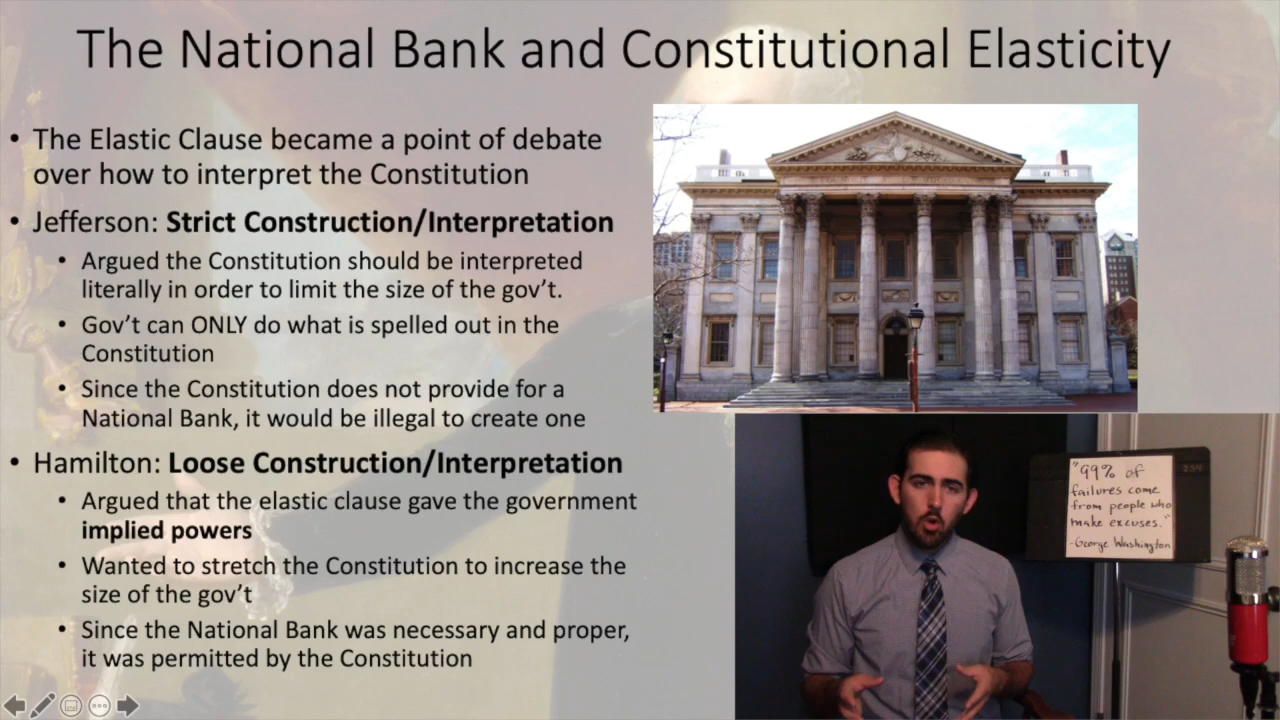 The National Bank and Constitutional Elasticity
• The Elastic Clause became a point of debate
over how to interpret the Constitution
• Jefferson: Strict Construction/Interpretation
• Argued the Constitution should be interpreted
literally in order to limit the size of the gov't.
• Gov't can ONLY do what is spelled out in the
Constitution
• Since the Constitution does not provide for a
National Bank, it would be illegal to create one
• Hamilton: Loose Construction/Interpretation
• Argued that the elastic clause gave the government
implied powers
• Wanted to stretch the Constitution to increase the
size of the gov't
• Since the National Bank was necessary and proper,
it was permitted by the Constitution
"99% of
failures come
from people who
make excuses."
-George Washington